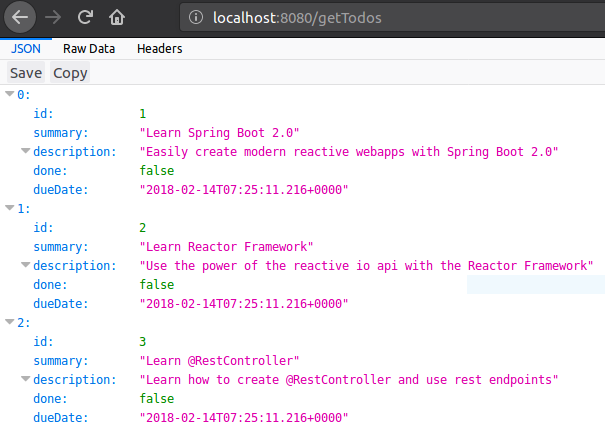 localhost:8080/getTodos
JSON Raw Data Headers
Save Copy
0:
id: 1
summary: "Learn Spring Boot 2.0"
description: "Easily create modern reactive webapps with Spring Boot 2.0"
done: false
dueDate: "2018-02-14T07:25:11.216+0000"
1:
id: 2
summary: "Learn Reactor Framework"
description: "Use the power of the reactive io api with the Reactor Framework"
done: false
dueDate: "2018-02-14T07:25:11.216+0000"
2:
id: 3
summary: "Learn @RestController"
description: "Learn how to create @RestController and use rest endpoints"
done: false
dueDate: "2018-02-14T07:25:11.216+0000"